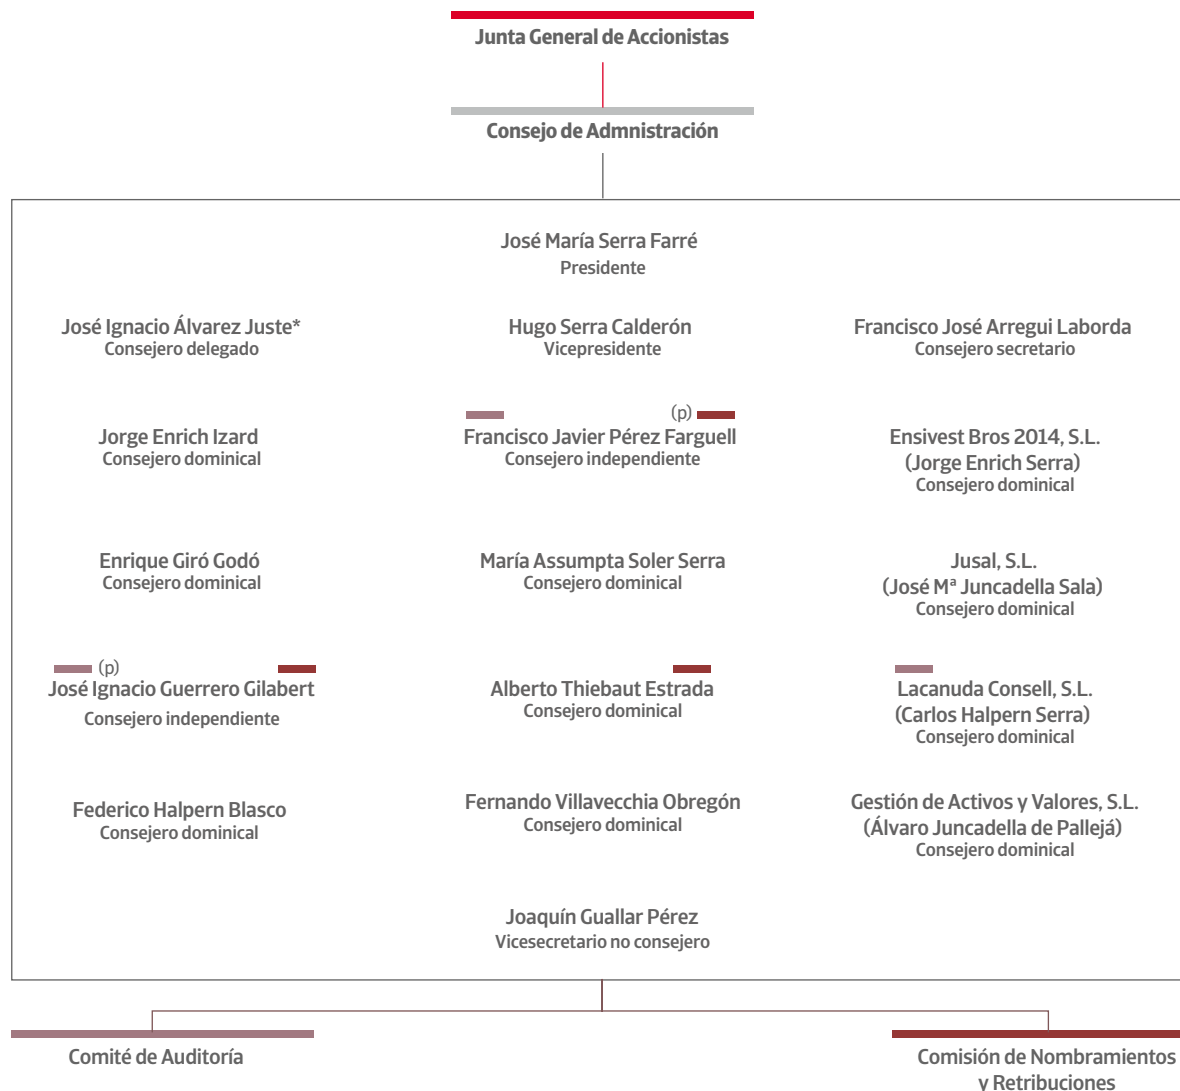 Junta General de Accionistas
Consejo de Admnistración
José María Serra Farré
Presidente
José Ignacio Álvarez Juste*
Consejero delegado
Hugo Serra Calderón
Vicepresidente
Francisco José Arregui Laborda
Consejero secretario
Jorge Enrich Izard
Consejero dominical
(p)
Francisco Javier Pérez Farguell
Consejero independiente
Ensivest Bros 2014, S.L.
(Jorge Enrich Serra)
Consejero dominical
Enrique Giró Godó
Consejero dominical
María Assumpta Soler Serra
Consejero dominical
Jusal, S.L.
(José Mª Juncadella Sala)
Consejero dominical
(p)
José Ignacio Guerrero Gilabert
Consejero independiente
Alberto Thiebaut Estrada
Consejero dominical
Lacanuda Consell, S.L.
(Carlos Halpern Serra)
Consejero dominical
Federico Halpern Blasco
Consejero dominical
Fernando Villavecchia Obregón
Consejero dominical
Gestión de Activos y Valores, S.L.
(Álvaro Juncadella de Pallejá)
Consejero dominical
Joaquín Guallar Pérez
Vicesecretario no consejero
Comité de Auditoría
Comisión de Nombramientos
y Retribuciones